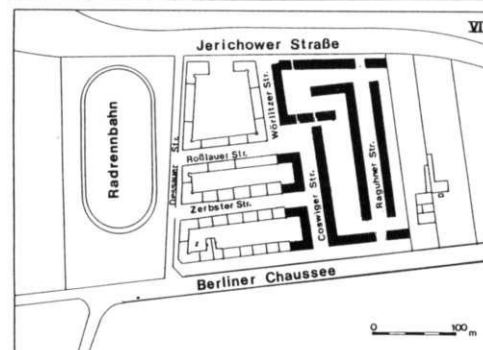 VII
Jerichower Straße
Radrennbahn
Dessauer Str.
Wörlitzer Str.
Roßlauer Str.
Zerbster Str.
Coswiger Str.
Raguhner Str.
Berliner Chaussee
0 100 m